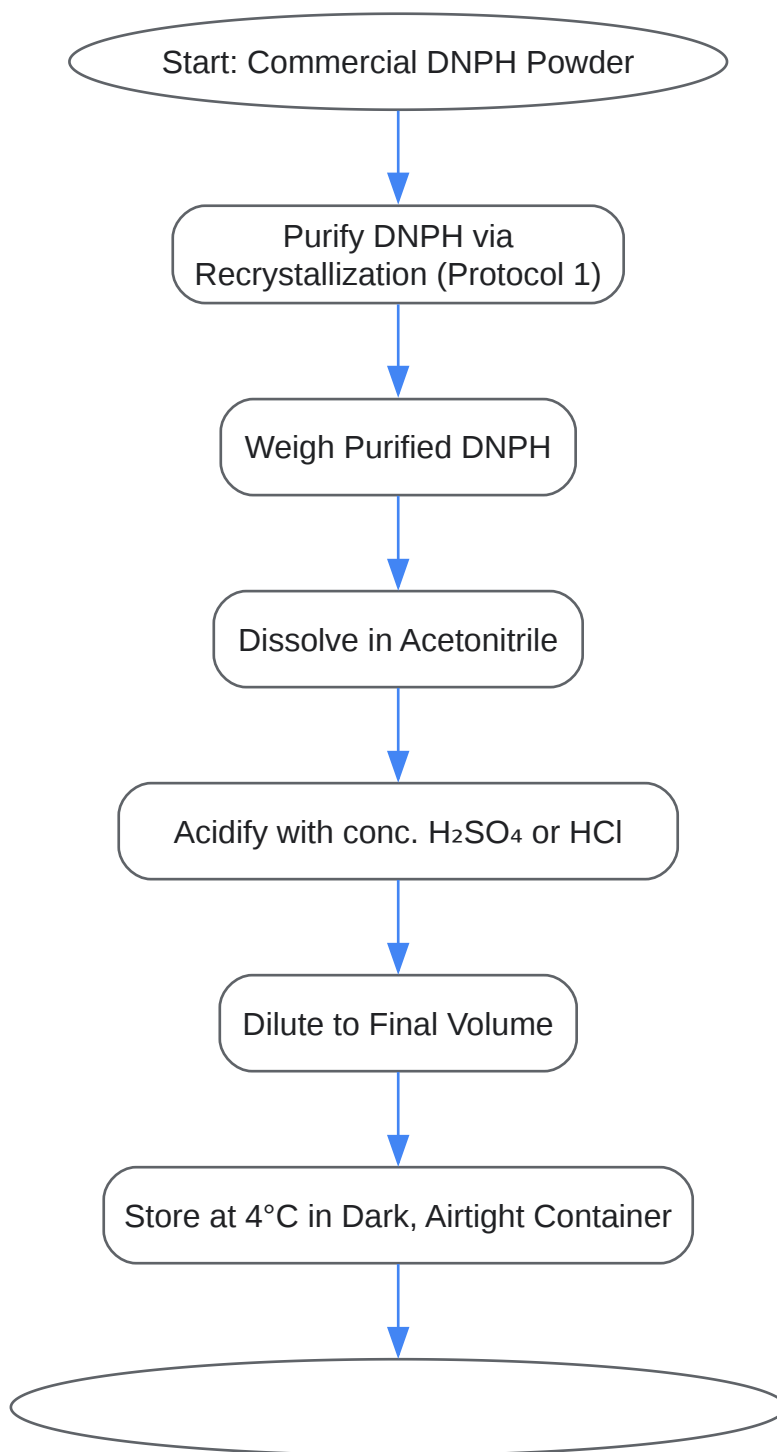 Start: Commercial DNPH Powder
Purify DNPH via
Recrystallization (Protocol 1)
Weigh Purified DNPH
Dissolve in Acetonitrile
Acidify with conc. H₂SO₄ or HCl
Dilute to Final Volume
Store at 4°C in Dark, Airtight Container